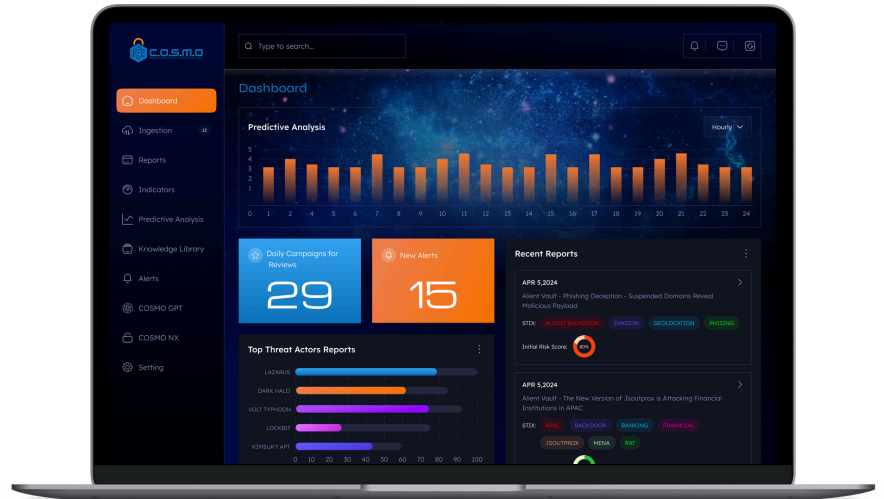 C.O.S.M.O
Type to search...
Dashboard
Ingestion 12
Reports
Indicators
Predictive Analysis
Knowledge Library
Alerts
COSMO GPT
COSMO NX
Setting
Dashboard
Predictive Analysis
Hourly
5
4
3
2
1
0 1 2 4 5 6 7 8 9 10 11 12 13 14 15 16 17 18 19 20 21 22 23 24
Daily Campaigns for
Reviews
29
New Alerts
15
Top Threat Actors Reports
LAZARUS
DARK HALO
VOLT TYPHOON
LOCKBIT
KIMSUKY APT
0 10 20 30 40 50 60 70 80 90 100
Recent Reports
APR 5,2024
Alient Vault - Phishing Deception - Suspended Domains Reveal
Malicious Payload
STIX: AUTOIT BACKDOOR EVASION GEOLOCATION PHISING
Initial Risk Score: 80%
APR 5,2024
Alient Vault - The New Version of Jsoutprox is Attacking Financial
Institutions in APAC
STIX: APAC BACKDOOR BANKING FINANCIAL
JSOUTPROX MENA RAT